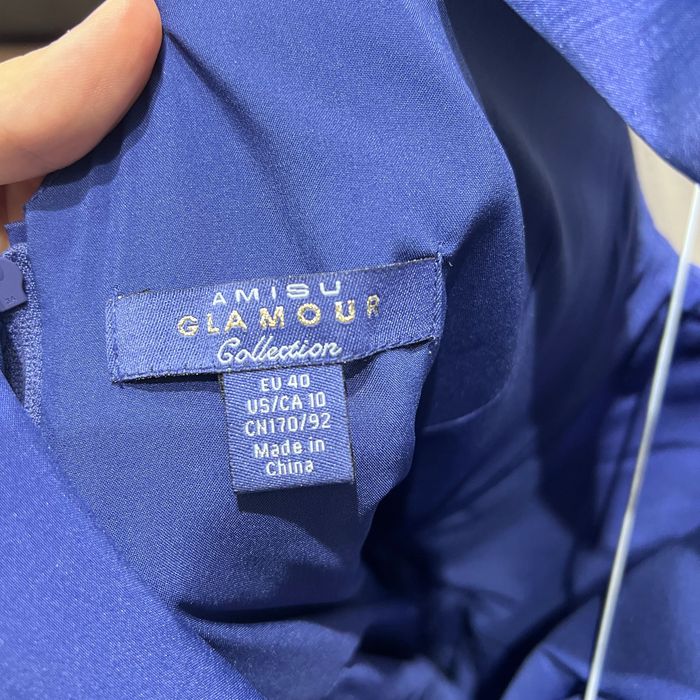 AMISU
GLAMOUR
Collection
EU 40
US/CA 10
CN170/92
Made in
China